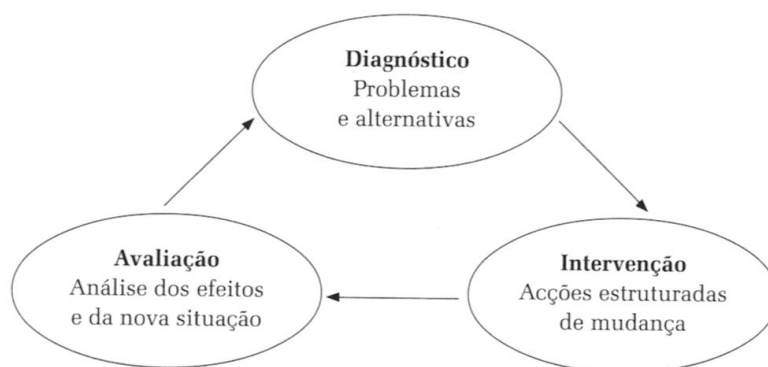 Diagnóstico
Problemas
e alternativas
Avaliação
Análise dos efeitos
e da nova situação
Intervenção
Acções estruturadas
de mudança